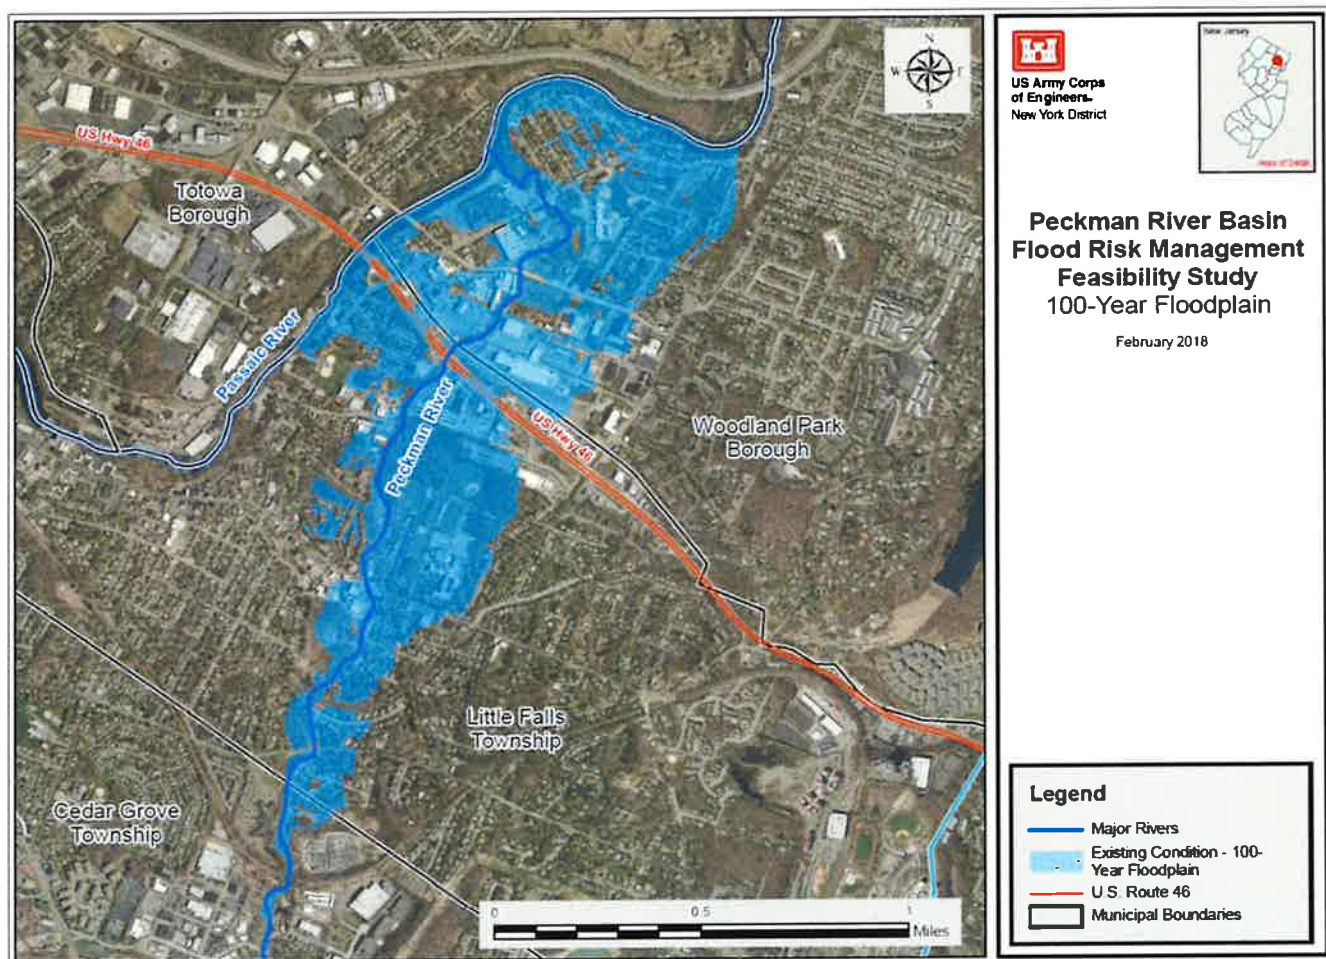 US Hwy 46
Totowa
Borough
Passaic River
Peckman River
US Hwy 46
Woodland Park
Borough
Little Falls
Township
Cedar Grove
Township
N
W
E
S
0
0.5
1
Miles
US Army Corps
of Engineers
New York District
New Jersey
Area of Detail
Peckman River Basin
Flood Risk Management
Feasibility Study
100-Year Floodplain
February 2018
Legend
Major Rivers
Existing Condition - 100-
Year Floodplain
U.S. Route 46
Municipal Boundaries